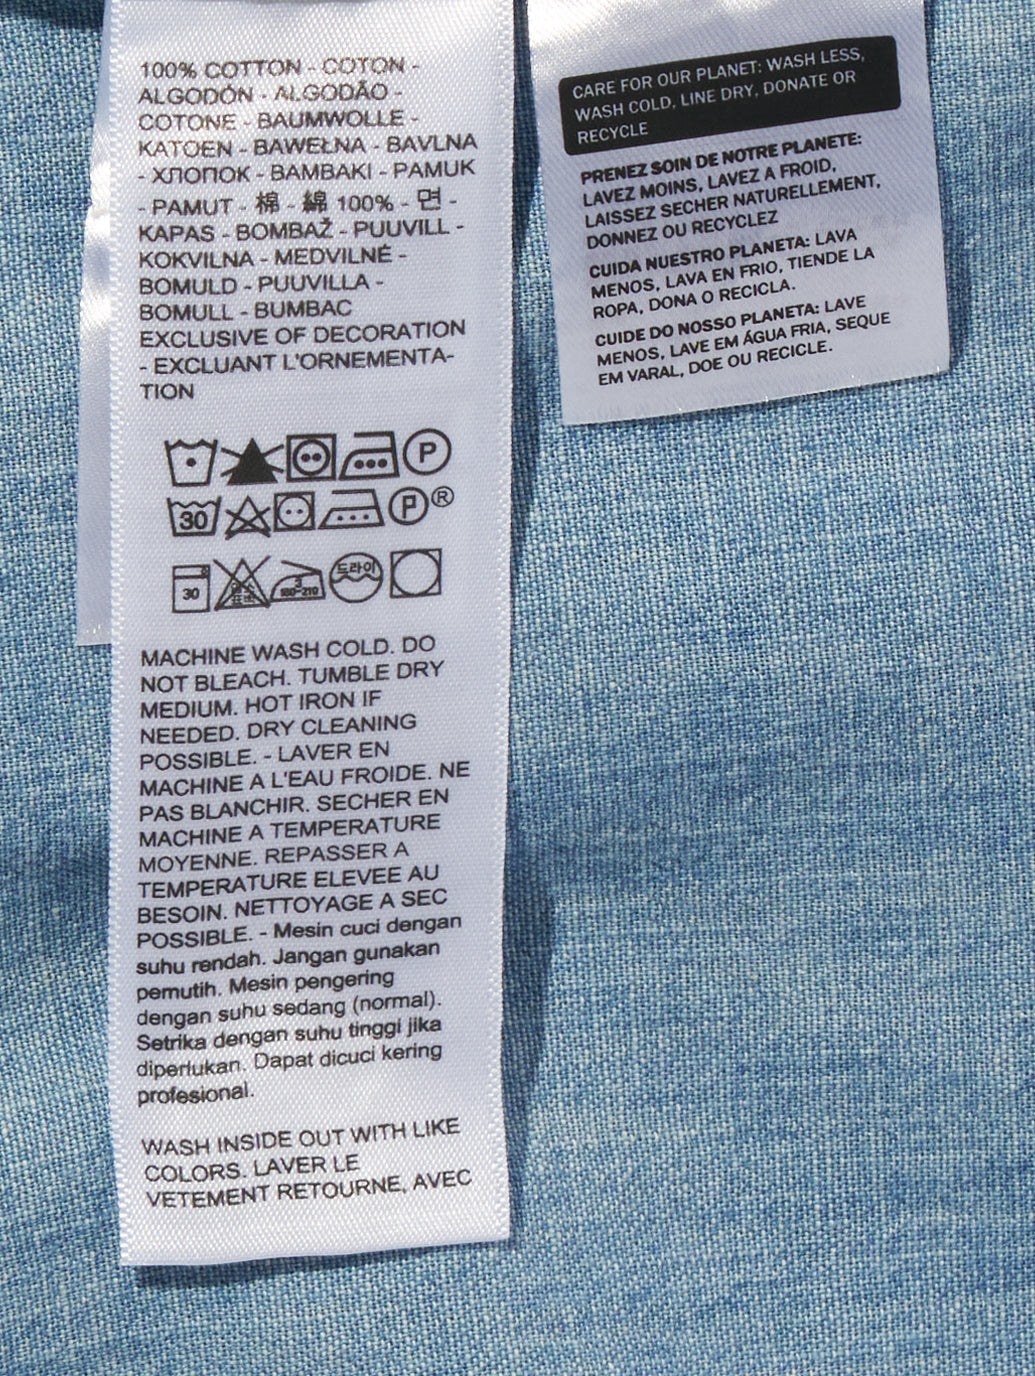 100% COTTON - COTON -
ALGODÓN - ALGODÃO -
COTONE - BAUMWOLLE -
KATOEN - BAWEŁNA - BAVLNA
- ХЛОПОК - BAMBAKI - PAMUK
- PAMUT - 棉 - 綿 100% - 면 -
KAPAS - BOMBAŽ - PUUVILL -
KOKVILNA - MEDVILNĖ -
BOMULD - PUUVILLA -
BOMULL - BUMBAC
EXCLUSIVE OF DECORATION
- EXCLUANT L'ORNEMENTA-
TION
P
30 P ®
30 3 180-210 드라이
MACHINE WASH COLD. DO
NOT BLEACH. TUMBLE DRY
MEDIUM. HOT IRON IF
NEEDED. DRY CLEANING
POSSIBLE. - LAVER EN
MACHINE A L'EAU FROIDE. NE
PAS BLANCHIR. SECHER EN
MACHINE A TEMPERATURE
MOYENNE. REPASSER A
TEMPERATURE ELEVEE AU
BESOIN. NETTOYAGE A SEC
POSSIBLE. - Mesin cuci dengan
suhu rendah. Jangan gunakan
pemutih. Mesin pengering
dengan suhu sedang (normal).
Setrika dengan suhu tinggi jika
diperlukan. Dapat dicuci kering
profesional.
WASH INSIDE OUT WITH LIKE
COLORS. LAVER LE
VETEMENT RETOURNE, AVEC
CARE FOR OUR PLANET: WASH LESS,
WASH COLD, LINE DRY, DONATE OR
RECYCLE
PRENEZ SOIN DE NOTRE PLANETE:
LAVEZ MOINS, LAVEZ A FROID,
LAISSEZ SECHER NATURELLEMENT,
DONNEZ OU RECYCLEZ
CUIDA NUESTRO PLANETA: LAVA
MENOS, LAVA EN FRIO, TIENDE LA
ROPA, DONA O RECICLA.
CUIDE DO NOSSO PLANETA: LAVE
MENOS, LAVE EM ÁGUA FRIA, SEQUE
EM VARAL, DOE OU RECICLE.